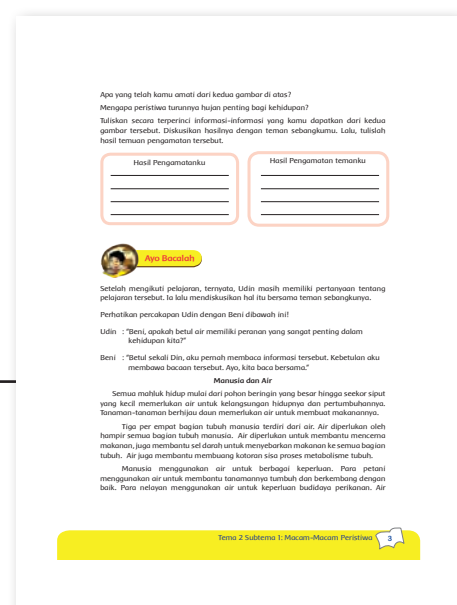 Apa yang telah kamu amati dari kedua gambar di atas?
Mengapa peristiwa turunnya hujan penting bagi kehidupan?
Tuliskan secara terperinci informasi-informasi yang kamu dapatkan dari kedua
gambar tersebut. Diskusikan hasilnya dengan teman sebangkumu. Lalu, tulislah
hasil temuan pengamatan tersebut.
Hasil Pengamatanku
Hasil Pengamatan temanku
Ayo Bacalah
Setelah mengikuti pelajaran, ternyata, Udin masih memiliki pertanyaan tentang
pelajaran tersebut. Ia lalu mendiskusikan hal itu bersama teman sebangkunya.
Perhatikan percakapan Udin dengan Beni dibawah ini!
Udin : "Beni, apakah betul air memiliki peranan yang sangat penting dalam
kehidupan kita?"
Beni : "Betul sekali Din, aku pernah membaca informasi tersebut. Kebetulan aku
membawa bacaan tersebut. Ayo, kita baca bersama."
Manusia dan Air
Semua mahluk hidup mulai dari pohon beringin yang besar hingga seekor siput
yang kecil memerlukan air untuk kelangsungan hidupnya dan pertumbuhannya.
Tanaman-tanaman berhijau daun memerlukan air untuk membuat makanannya.
Tiga per empat bagian tubuh manusia terdiri dari air. Air diperlukan oleh
hampir semua bagian tubuh manusia. Air diperlukan untuk membantu mencerna
makanan, juga membantu sel darah untuk menyebarkan makanan ke semua bagian
tubuh. Air juga membantu membuang kotoran sisa proses metabolisme tubuh.
Manusia menggunakan air untuk berbagai keperluan. Para petani
menggunakan air untuk membantu tanamannya tumbuh dan berkembang dengan
baik. Para nelayan menggunakan air untuk keperluan budidaya perikanan. Air
Tema 2 Subtema 1: Macam-Macam Peristiwa
3